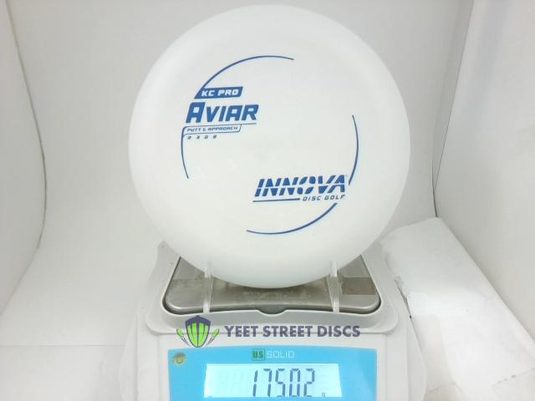 KC PRO
AVIAR
PUTT & APPROACH
INNOVA
DISC GOLF
YEET STREET DISCS
U.S. SOLID
175.02 g